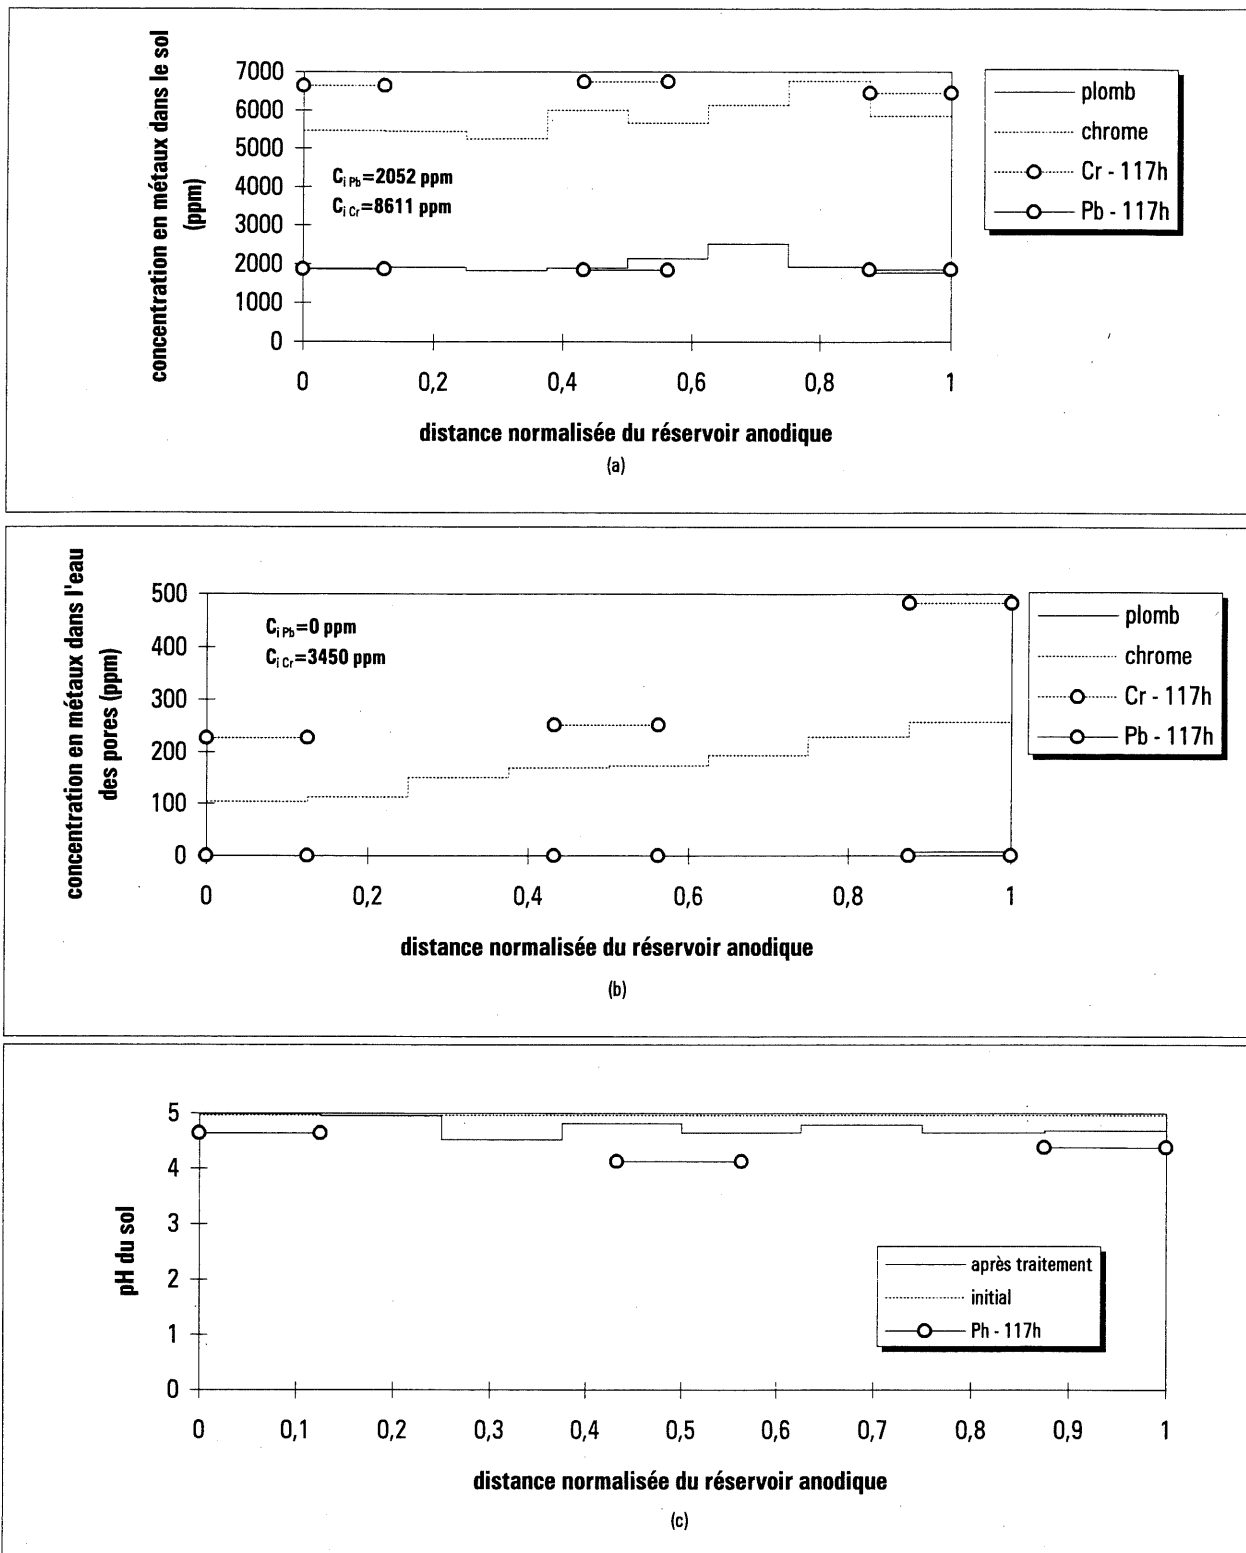 concentration en métaux dans le sol
(ppm)
7000
6000
5000
4000
3000
2000
1000
0
C i Pb=2052 ppm
C i Cr=8611 ppm
0
0,2
0,4
0,6
0,8
1
distance normalisée du réservoir anodique
(a)
plomb
chrome
Cr - 117h
Pb - 117h
concentration en métaux dans l'eau
des pores (ppm)
500
400
300
200
100
0
C i Pb=0 ppm
C i Cr=3450 ppm
0
0,2
0,4
0,6
0,8
1
distance normalisée du réservoir anodique
(b)
plomb
chrome
Cr - 117h
Pb - 117h
pH du sol
5
4
3
2
1
0
après traitement
initial
Ph - 117h
0
0,1
0,2
0,3
0,4
0,5
0,6
0,7
0,8
0,9
1
distance normalisée du réservoir anodique
(c)